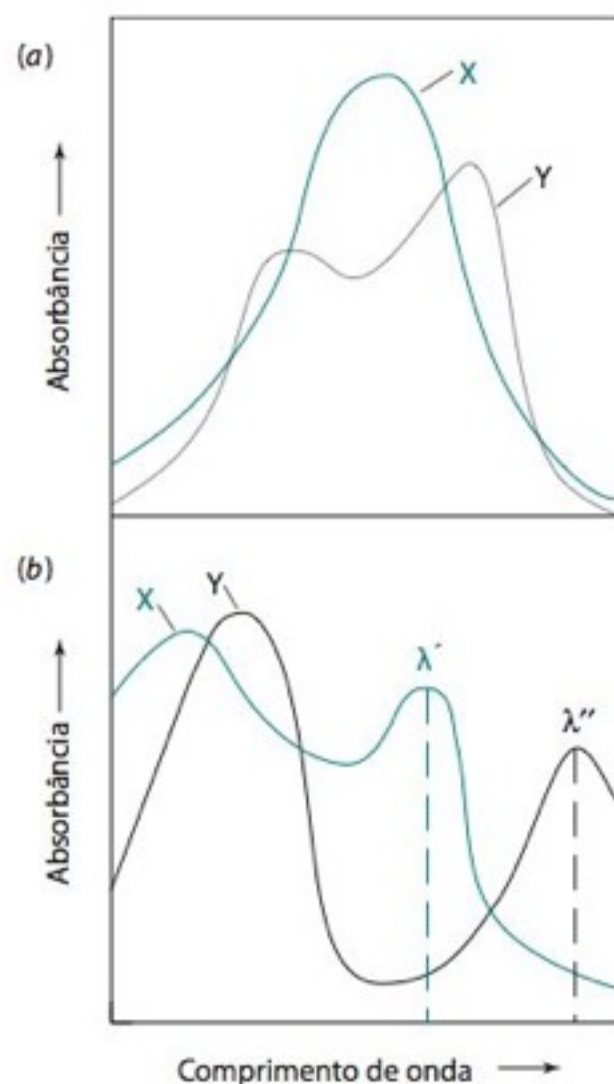 (a)
X
Y
Absorbância
(b)
X
Y
λ´
λ´´
Absorbância
Comprimento de onda